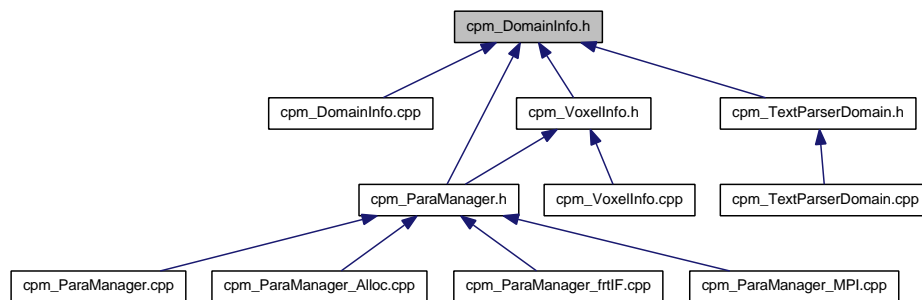 cpm_DomainInfo.h
cpm_DomainInfo.cpp
cpm_VoxelInfo.h
cpm_TextParserDomain.h
cpm_ParaManager.h
cpm_VoxelInfo.cpp
cpm_TextParserDomain.cpp
cpm_ParaManager.cpp
cpm_ParaManager_Alloc.cpp
cpm_ParaManager_frtIF.cpp
cpm_ParaManager_MPI.cpp